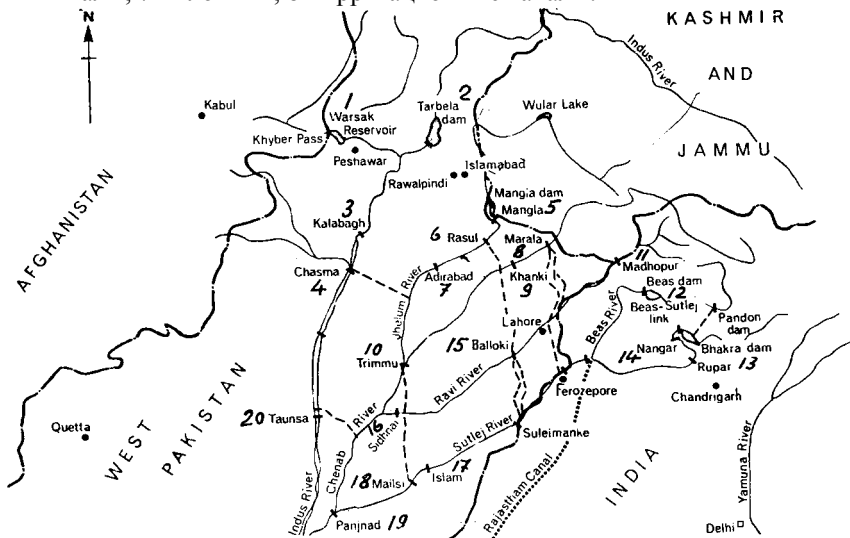 N
KASHMIR
AND
JAMMU
Indus River
Kabul
1
Warsak
Reservoir
2
Tarbela
dam
Wular Lake
Khyber Pass
Peshawar
Islamabad
Rawalpindi
AFGHANISTAN
3
Kalabagh
Mangla dam
Mangla 5
6 Rasul
Marala
8
Khanki
9
11
Madhopur
Chasma
4
Jhelum River
Adirabad
7
Beas dam
12
Beas-Sutlej
link
Pandon
dam
Lahore
Beas River
10
Trimmu
15 Balloki
14 Nangar
Bhakra dam
Rupar 13
Ravi River
Ferozepore
Chandigarh
WEST
PAKISTAN
20 Taunsa
Quetta
Chenab River
16
Sidhnai
Sutlej River
Suleimanke
18 Mailsi
Islam 17
Indus River
Panjnad 19
Rajastham Canal
INDIA
Yamuna River
Delhi